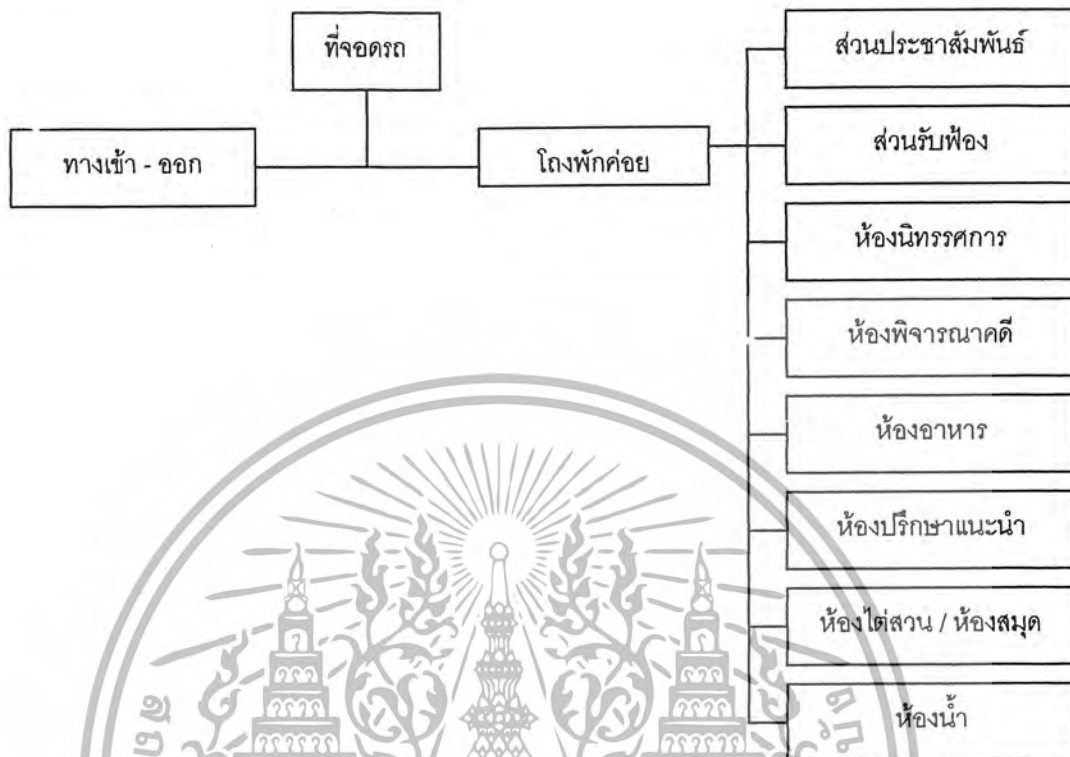 ที่จอดรถ
ทางเข้า - ออก
โถงพักค่อย
ส่วนประชาสัมพันธ์
ส่วนรับฟ้อง
ห้องนิทรรศการ
ห้องพิจารณาคดี
ห้องอาหาร
ห้องปรึกษาแนะนำ
ห้องไต่สวน / ห้องสมุด
ห้องน้ำ